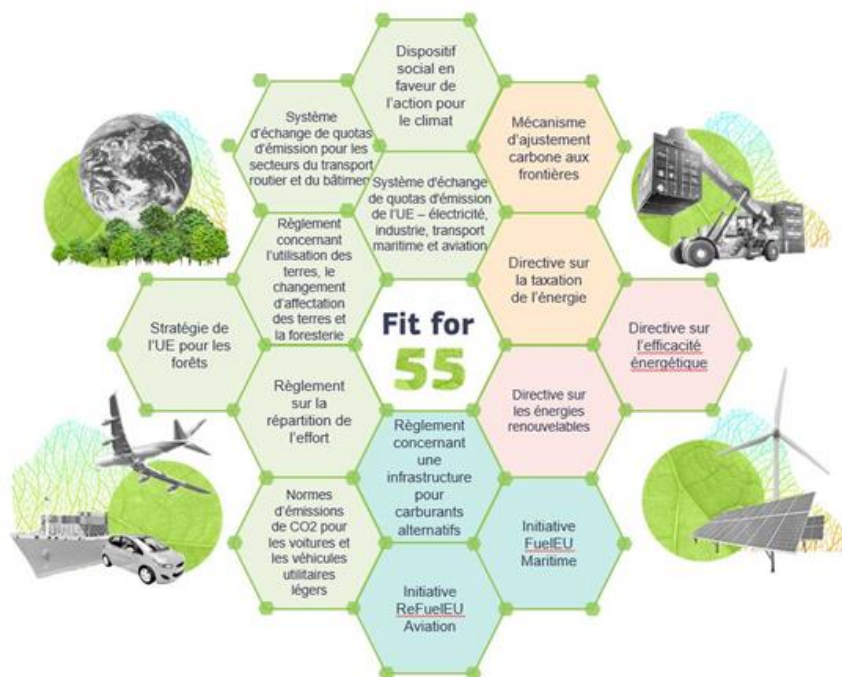 Dispositif
social en
faveur de
l'action pour
le climat
Système
d'échange de quotas
d'émission pour les
secteurs du transport
routier et du bâtimen
Mécanisme
d'ajustement
carbone aux
frontières
Système d'échange
de quotas d'émission
de l'UE – électricité,
industrie, transport
maritime et aviation
Règlement
concernant
l'utilisation des
terres, le
changement
d'affectation
des terres et
la foresterie
Directive sur
la taxation
de l'énergie
Stratégie de
l'UE pour les
forêts
Fit for
55
Directive sur
l'efficacité
énergétique
Règlement
sur la
répartition de
l'effort
Directive sur
les énergies
renouvelables
Règlement
concernant
une
infrastructure
pour
carburants
alternatifs
Normes
d'émissions
de CO2 pour
les voitures et
les véhicules
utilitaires
légers
Initiative
FuelEU
Maritime
Initiative
ReFuelEU
Aviation